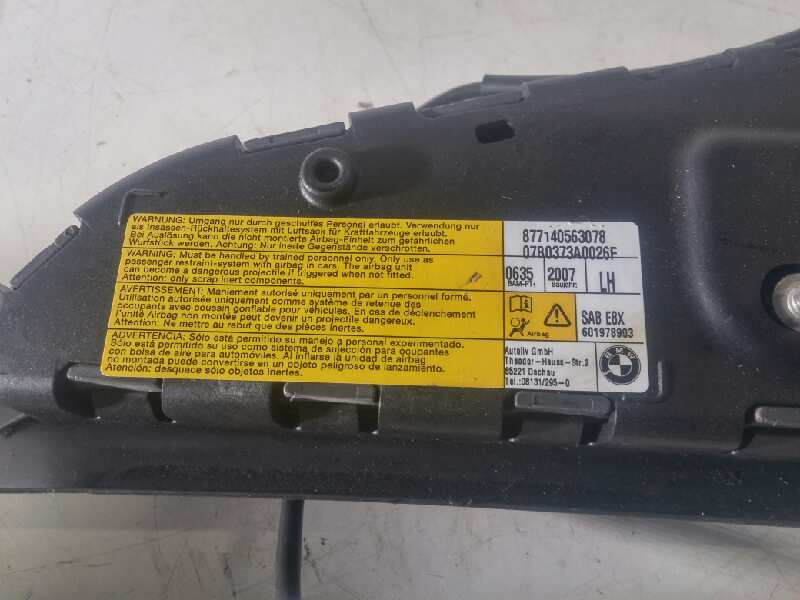 WARNUNG: Umgang nur durch geschultes Personal erlaubt. Verwendung nur
als Insassen-Rückhaltesystem mit Luftsack für Kraftfahrzeuge erlaubt.
Bei Auslösung kann die nicht montierte Airbag-Einheit zum gefährlichen
Wurfstück werden. Achtung: Nur inerte Gegenstände verschrotten.
WARNING: Must be handled by trained personnel only. Only use as
passenger restraint-system with airbag in cars. The airbag unit
can become a dangerous projectile if triggered when not fitted.
Attention: only scrap inert components.
AVERTISSEMENT: Maniement autorisé uniquement par un personnel formé.
Utilisation autorisée uniquement comme système de retenue des
occupants avec coussin gonflable pour véhicules. En cas de déclenchement
l'unité Airbag non montée peut devenir un projectile dangereux.
Attention: Ne mettre au rebut que des pièces inertes.
ADVERTENCIA: Sólo está permitido su manejo a personal experimentado.
Sólo está permitido su uso como sistema de sujección para ocupantes
con bolsa de aire para automóviles. Al inflarse la unidad de airbag
no montada puede convertirse en un objeto peligroso de lanzamiento.
Atención: desguace sólo objetos inertes.
877140563078
07B0373A0026F
0635
BAM-PT.
2007
LH
Airbag
SAB E8X
601979903
Autoliv GmbH
Theodor-Heuss-Str.2
85221 Dachau
Tel.:08131/295-0
BMW